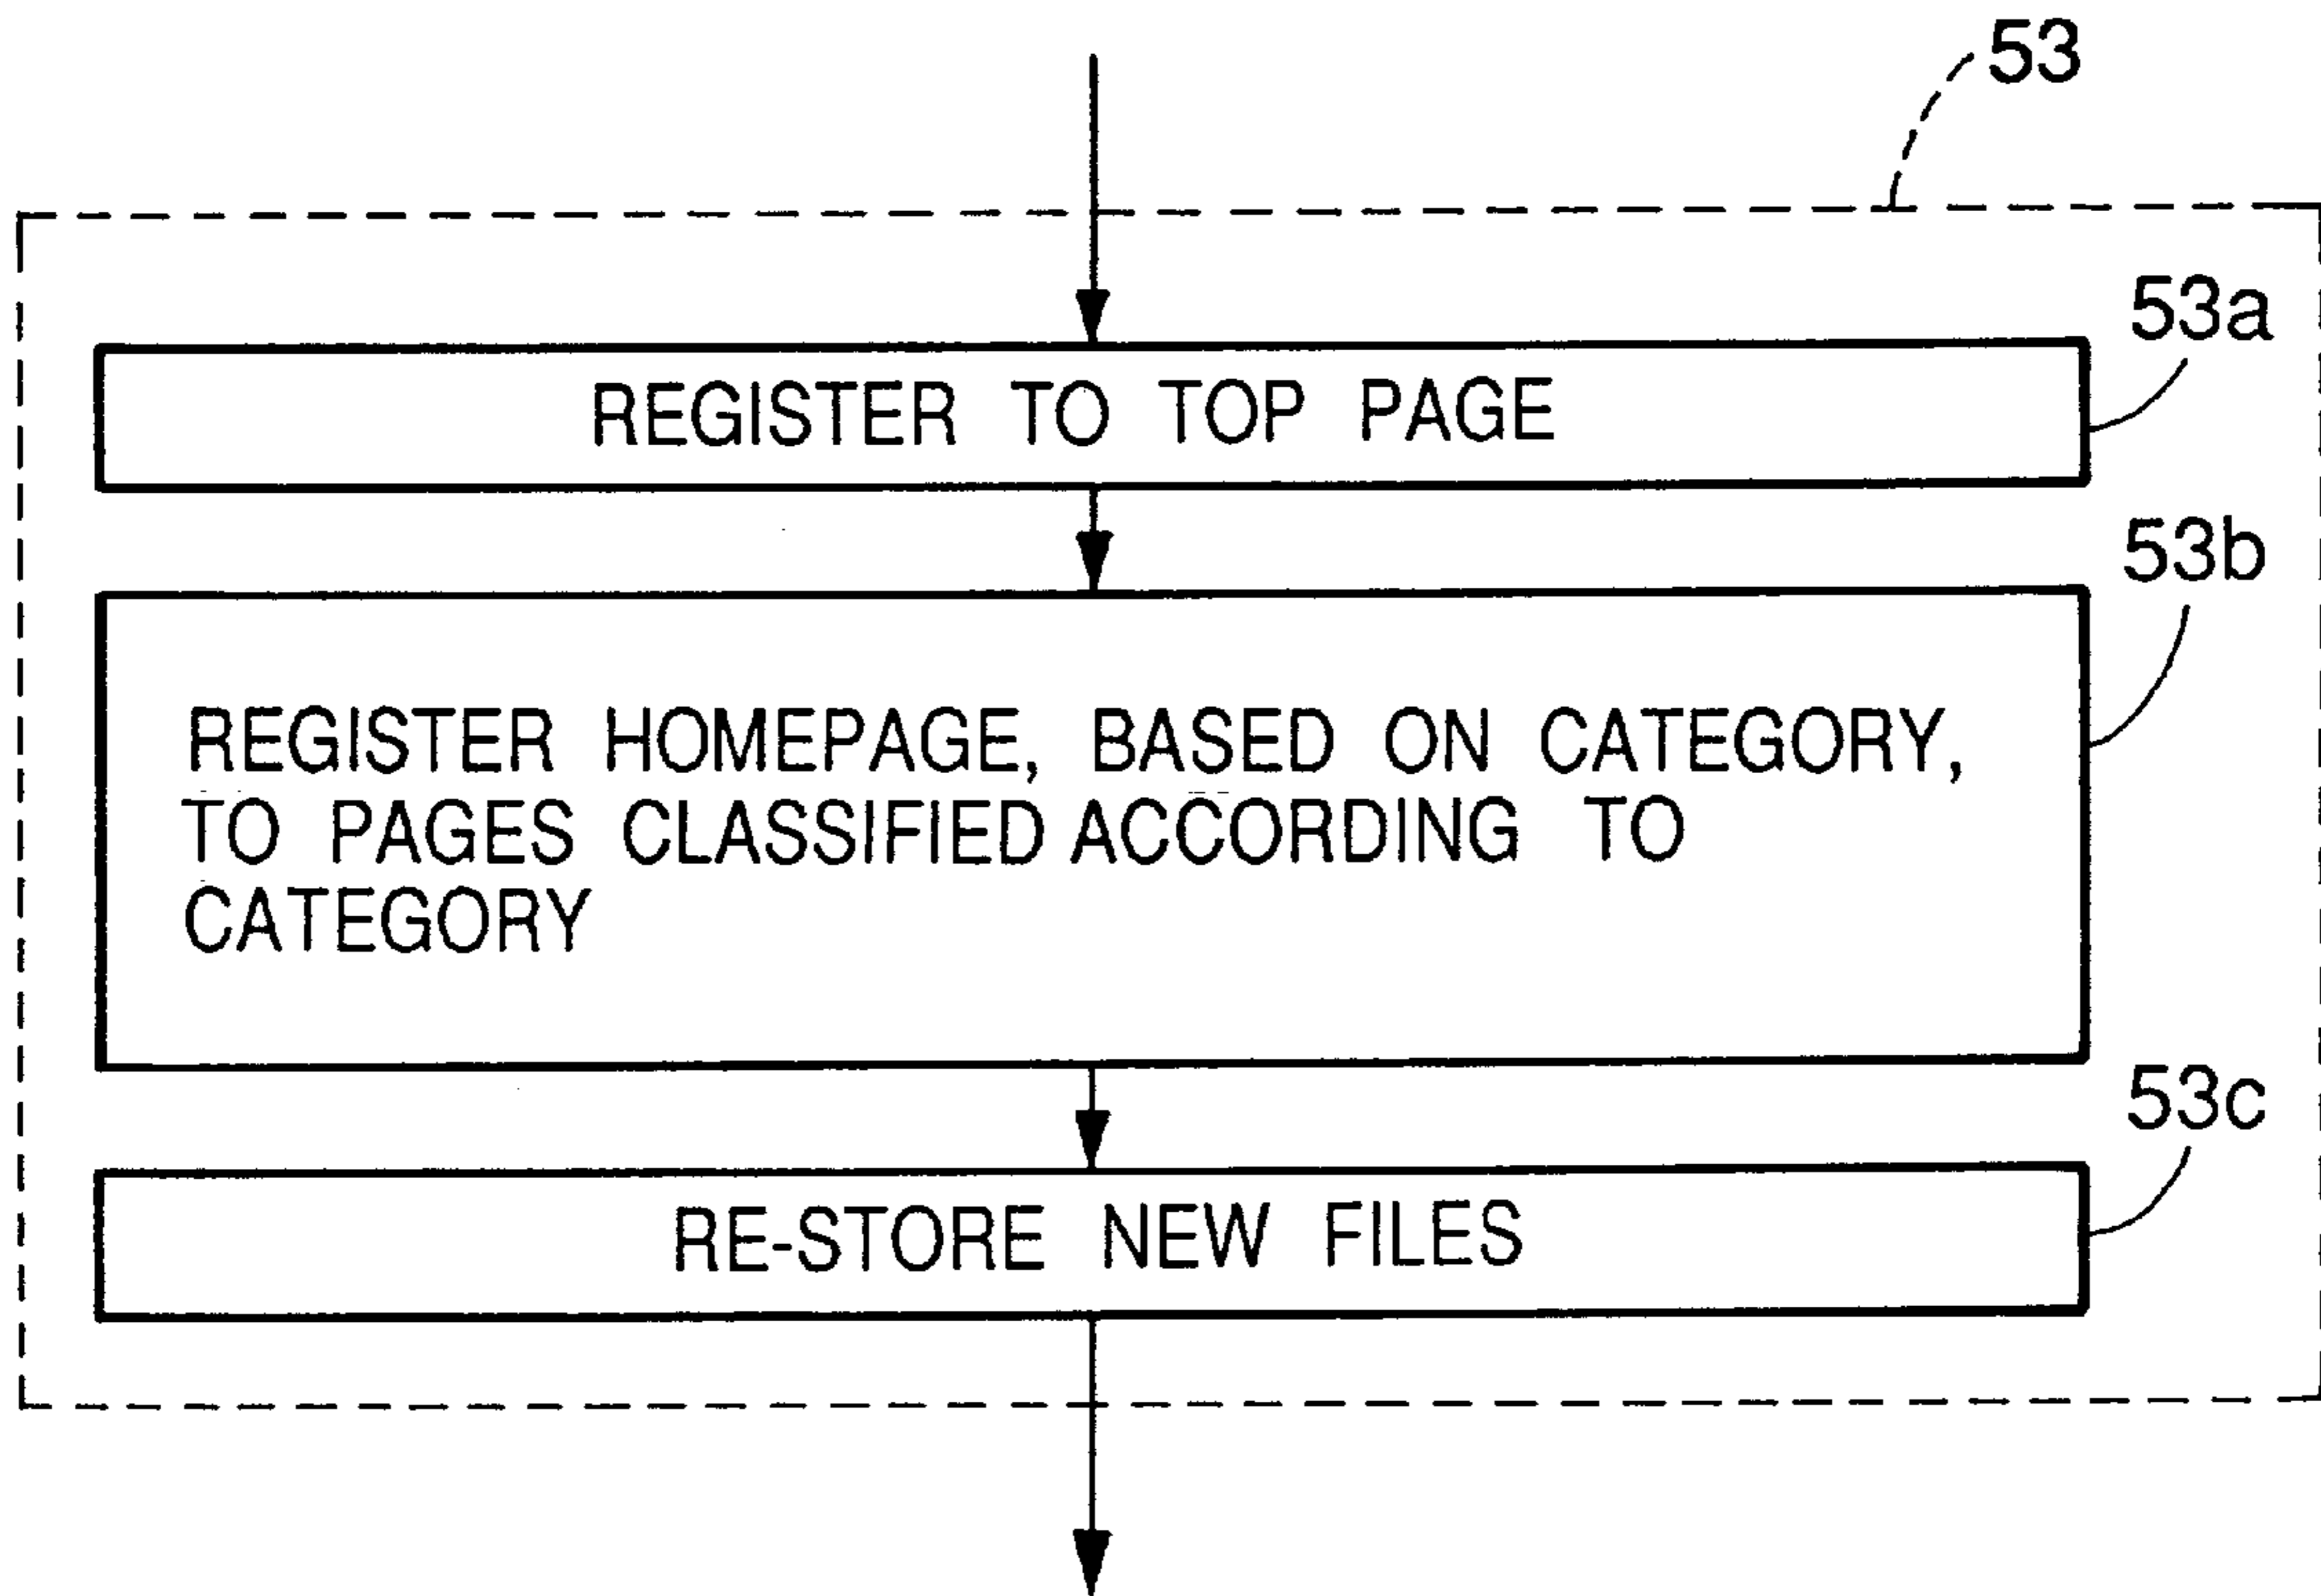 53
53a
REGISTER TO TOP PAGE
53b
REGISTER HOMEPAGE, BASED ON CATEGORY,
TO PAGES CLASSIFIED ACCORDING TO
CATEGORY
53c
RE-STORE NEW FILES